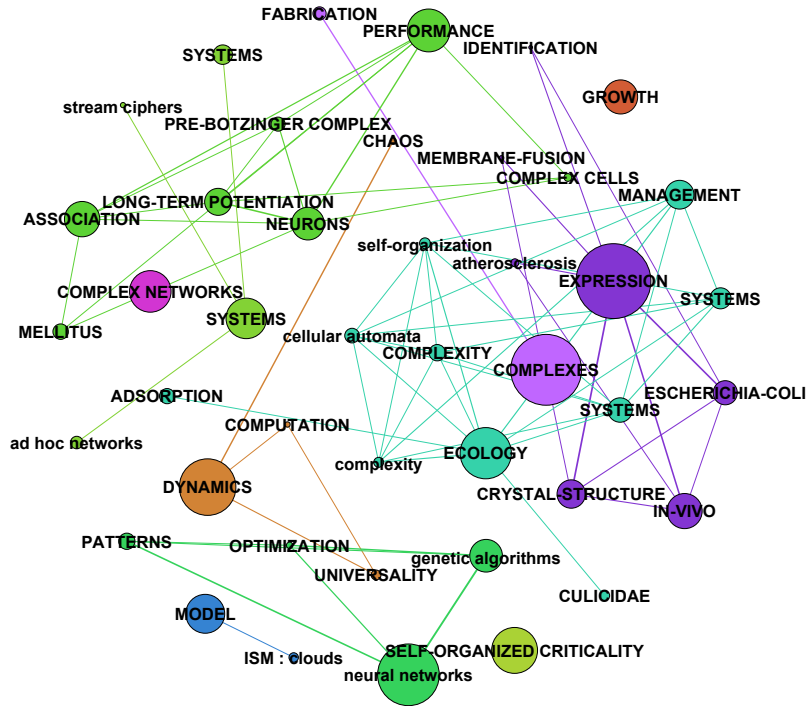 FABRICATION
PERFORMANCE
IDENTIFICATION
SYSTEMS
GROWTH
stream ciphers
PRE-BOTZINGER COMPLEX
CHAOS
MEMBRANE-FUSION
COMPLEX CELLS
MANAGEMENT
LONG-TERM POTENTIATION
ASSOCIATION
NEURONS
self-organization
atherosclerosis
EXPRESSION
COMPLEX NETWORKS
SYSTEMS
SYSTEMS
MELLITUS
cellular automata
COMPLEXITY
COMPLEXES
ADSORPTION
ESCHERICHIA-COLI
SYSTEMS
COMPUTATION
ad hoc networks
ECOLOGY
complexity
DYNAMICS
CRYSTAL-STRUCTURE
IN-VIVO
PATTERNS
OPTIMIZATION
genetic algorithms
UNIVERSALITY
CULICIDAE
MODEL
SELF-ORGANIZED CRITICALITY
ISM : clouds
neural networks